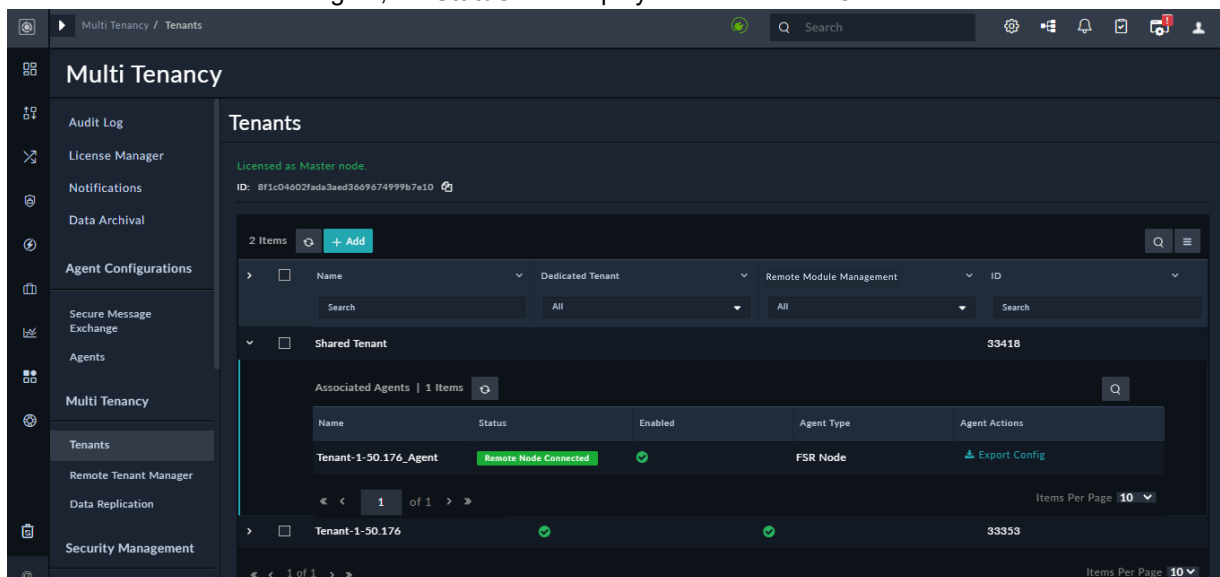 Multi Tenancy / Tenants
Search
Multi Tenancy
Audit Log
License Manager
Notifications
Data Archival
Agent Configurations
Secure Message
Exchange
Agents
Multi Tenancy
Tenants
Remote Tenant Manager
Data Replication
Security Management
Tenants
Licensed as Master node.
ID: 8f1c04602fada3aed3669674999b7e10
2 Items + Add
Name Dedicated Tenant Remote Module Management ID
Search All All Search
Shared Tenant 33418
Associated Agents | 1 Items
Name Status Enabled Agent Type Agent Actions
Tenant-1-50.176_Agent Remote Node Connected FSR Node Export Config
« < 1 of 1 > » Items Per Page 10
Tenant-1-50.176 33353
« < 1 of 1 > » Items Per Page 10